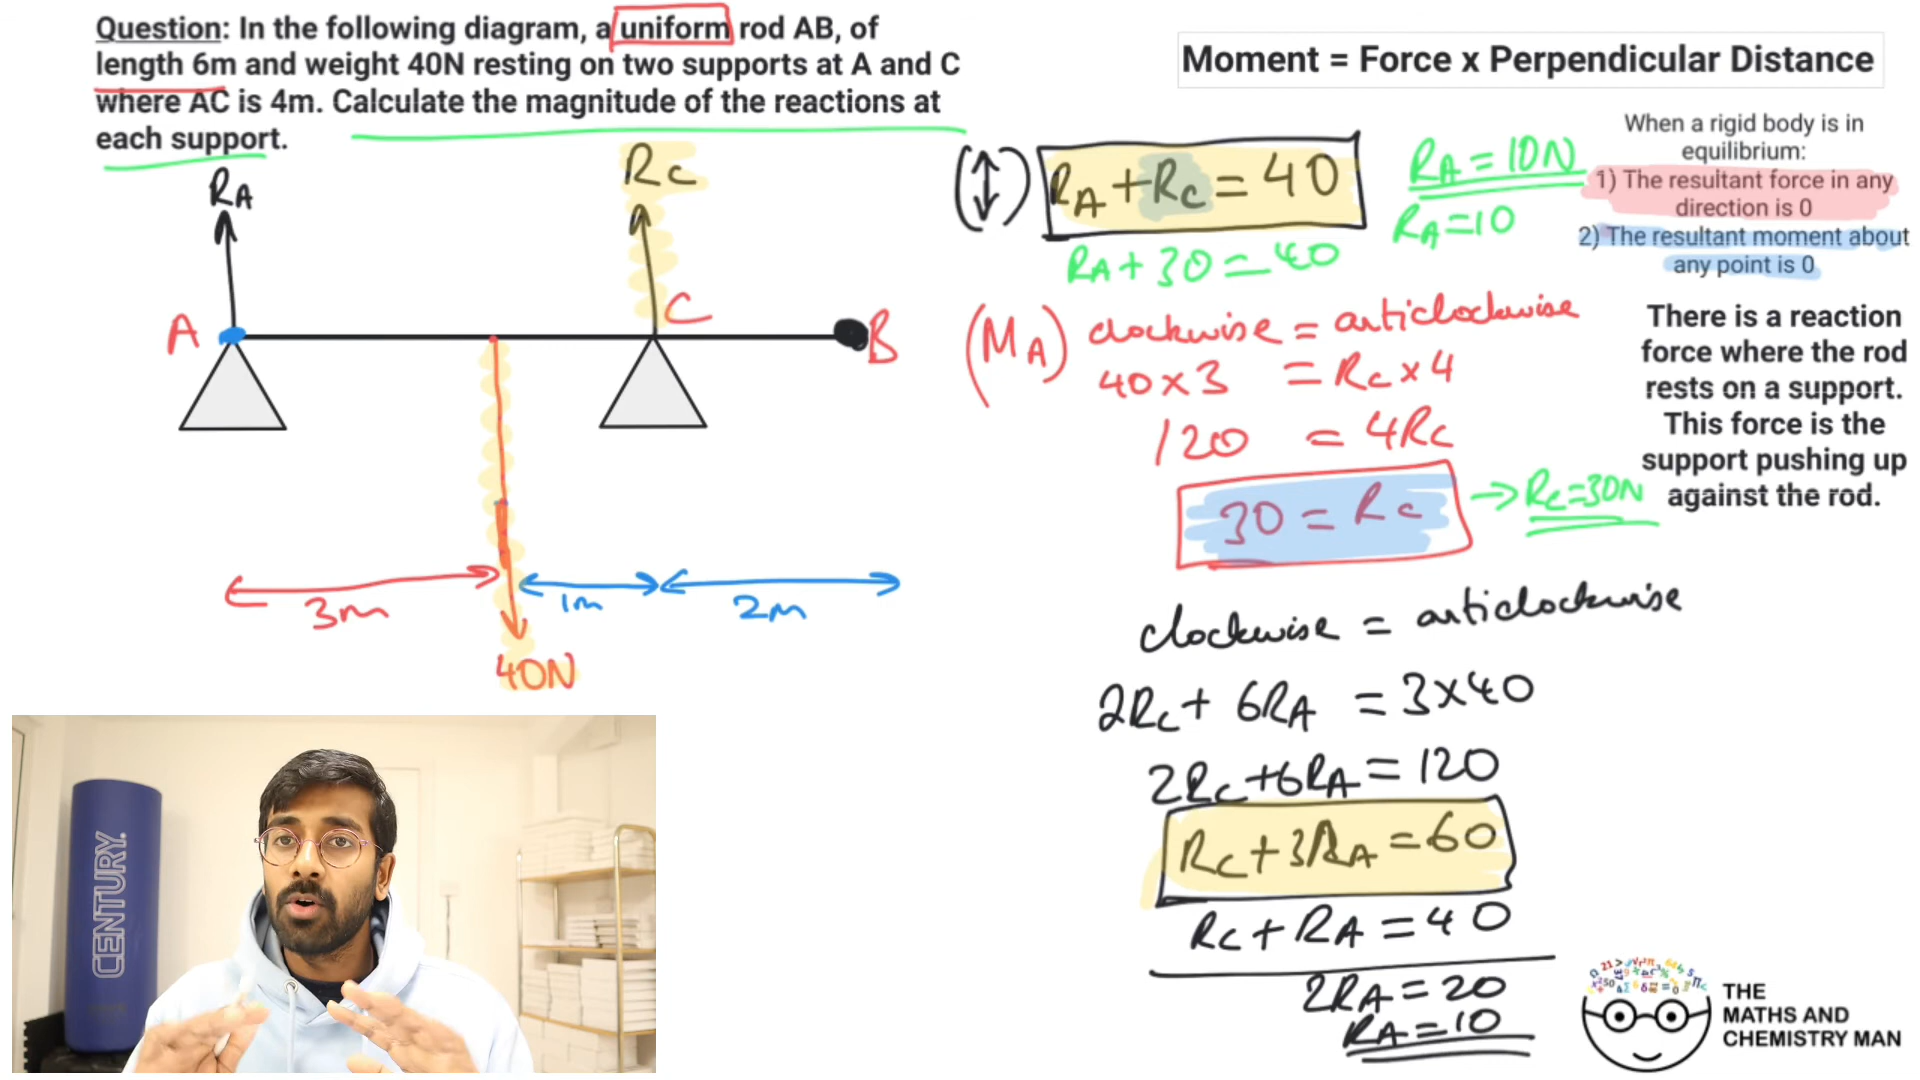 Question: In the following diagram, a uniform rod AB, of
length 6m and weight 40N resting on two supports at A and C
where AC is 4m. Calculate the magnitude of the reactions at
each support.
RA
RC
A
C
B
3m
1m
2m
40N
CENTURY.
Moment = Force x Perpendicular Distance
(↕) RA + RC = 40
RA + 30 = 40
RA = 10N
RA = 10
When a rigid body is in
equilibrium:
1) The resultant force in any
direction is 0
2) The resultant moment about
any point is 0
(MA) clockwise = anticlockwise
40 x 3 = RC x 4
120 = 4RC
30 = RC
→ RC = 30N
There is a reaction
force where the rod
rests on a support.
This force is the
support pushing up
against the rod.
clockwise = anticlockwise
2RC + 6RA = 3 x 40
2RC + 6RA = 120
RC + 3RA = 60
RC + RA = 40
2RA = 20
RA = 10
THE
MATHS AND
CHEMISTRY MAN